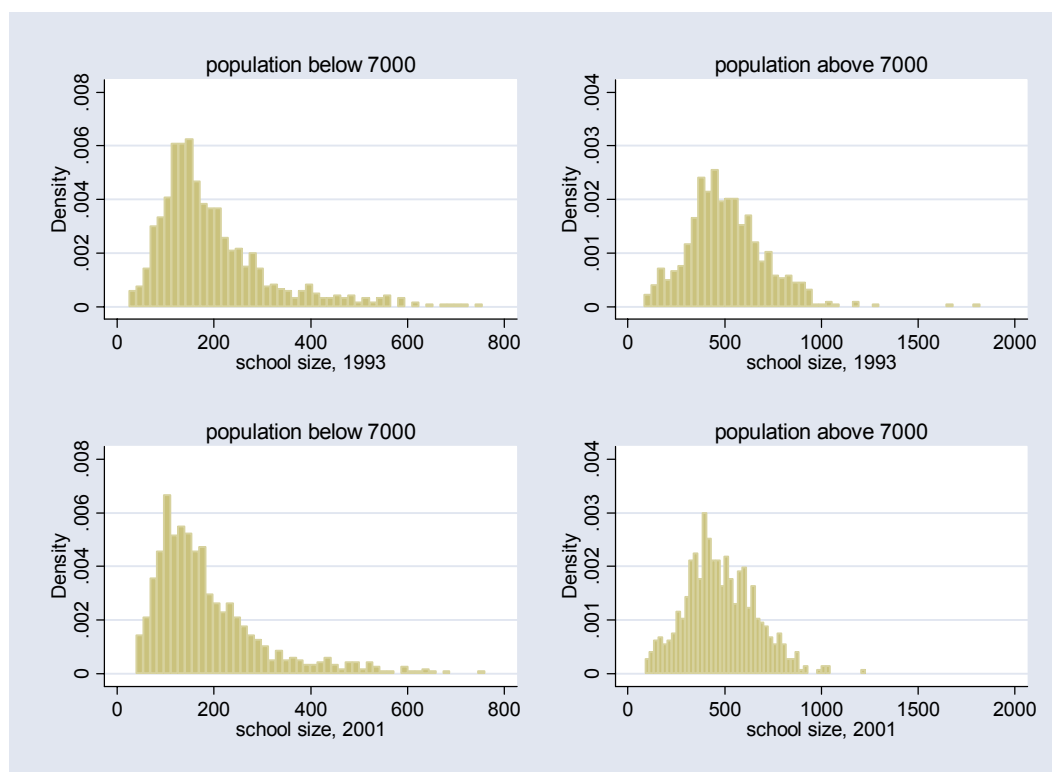 population below 7000
Density
0 .002 .004 .006 .008
0 200 400 600 800
school size, 1993
population above 7000
Density
0 .001 .002 .003 .004
0 500 1000 1500 2000
school size, 1993
population below 7000
Density
0 .002 .004 .006 .008
0 200 400 600 800
school size, 2001
population above 7000
Density
0 .001 .002 .003 .004
0 500 1000 1500 2000
school size, 2001